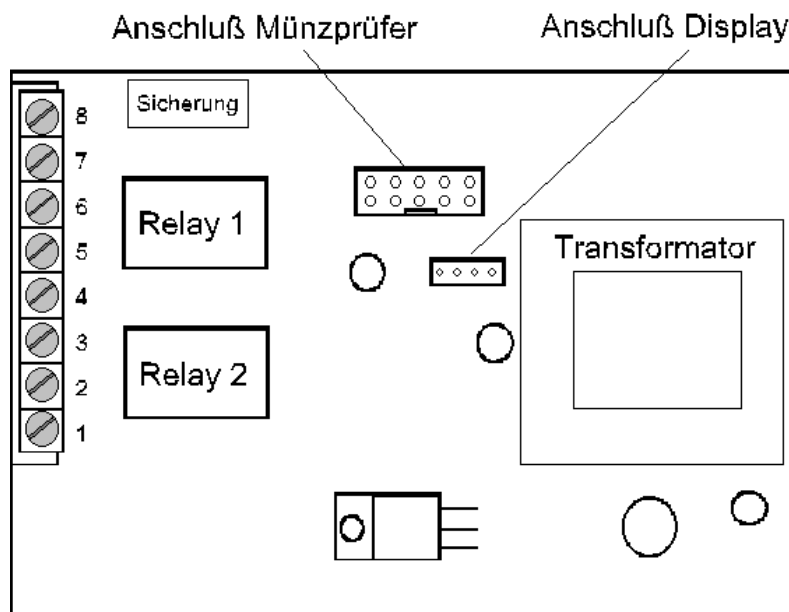 Anschluß Münzprüfer
Anschluß Display
Sicherung
8
7
6
5
4
3
2
1
Relay 1
Relay 2
Transformator